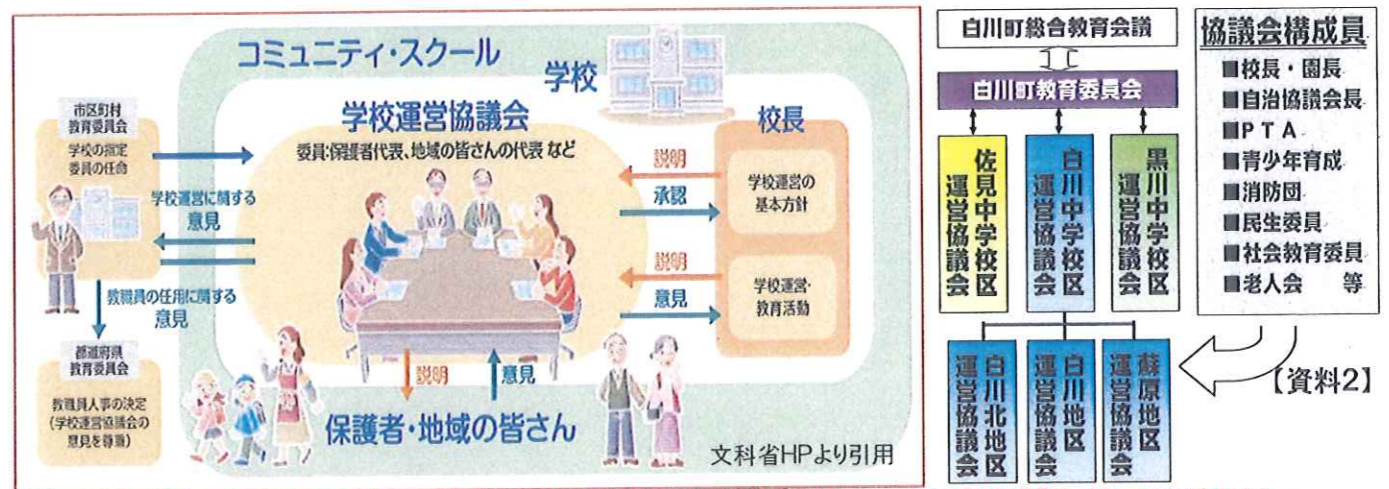 コミュニティ・スクール
学校
市区町村
教育委員会
学校の指定
委員の任命
学校運営協議会
委員:保護者代表、地域の皆さんの代表 など
校長
説明
承認
学校運営の
基本方針
学校運営に関する
意見
説明
意見
学校運営・
教育活動
教職員の任用に関する
意見
都道府県
教育委員会
教職員人事の決定
(学校運営協議会の
意見を尊重)
説明
意見
保護者・地域の皆さん
文科省HPより引用
白川町総合教育会議
白川町教育委員会
佐見中学校区
運営協議会
白川中学校区
運営協議会
黒川中学校区
運営協議会
白川北地区
運営協議会
白川地区
運営協議会
蘇原地区
運営協議会
協議会構成員
■校長・園長
■自治協議会長
■PTA
■青少年育成
■消防団
■民生委員
■社会教育委員
■老人会 等
【資料2】